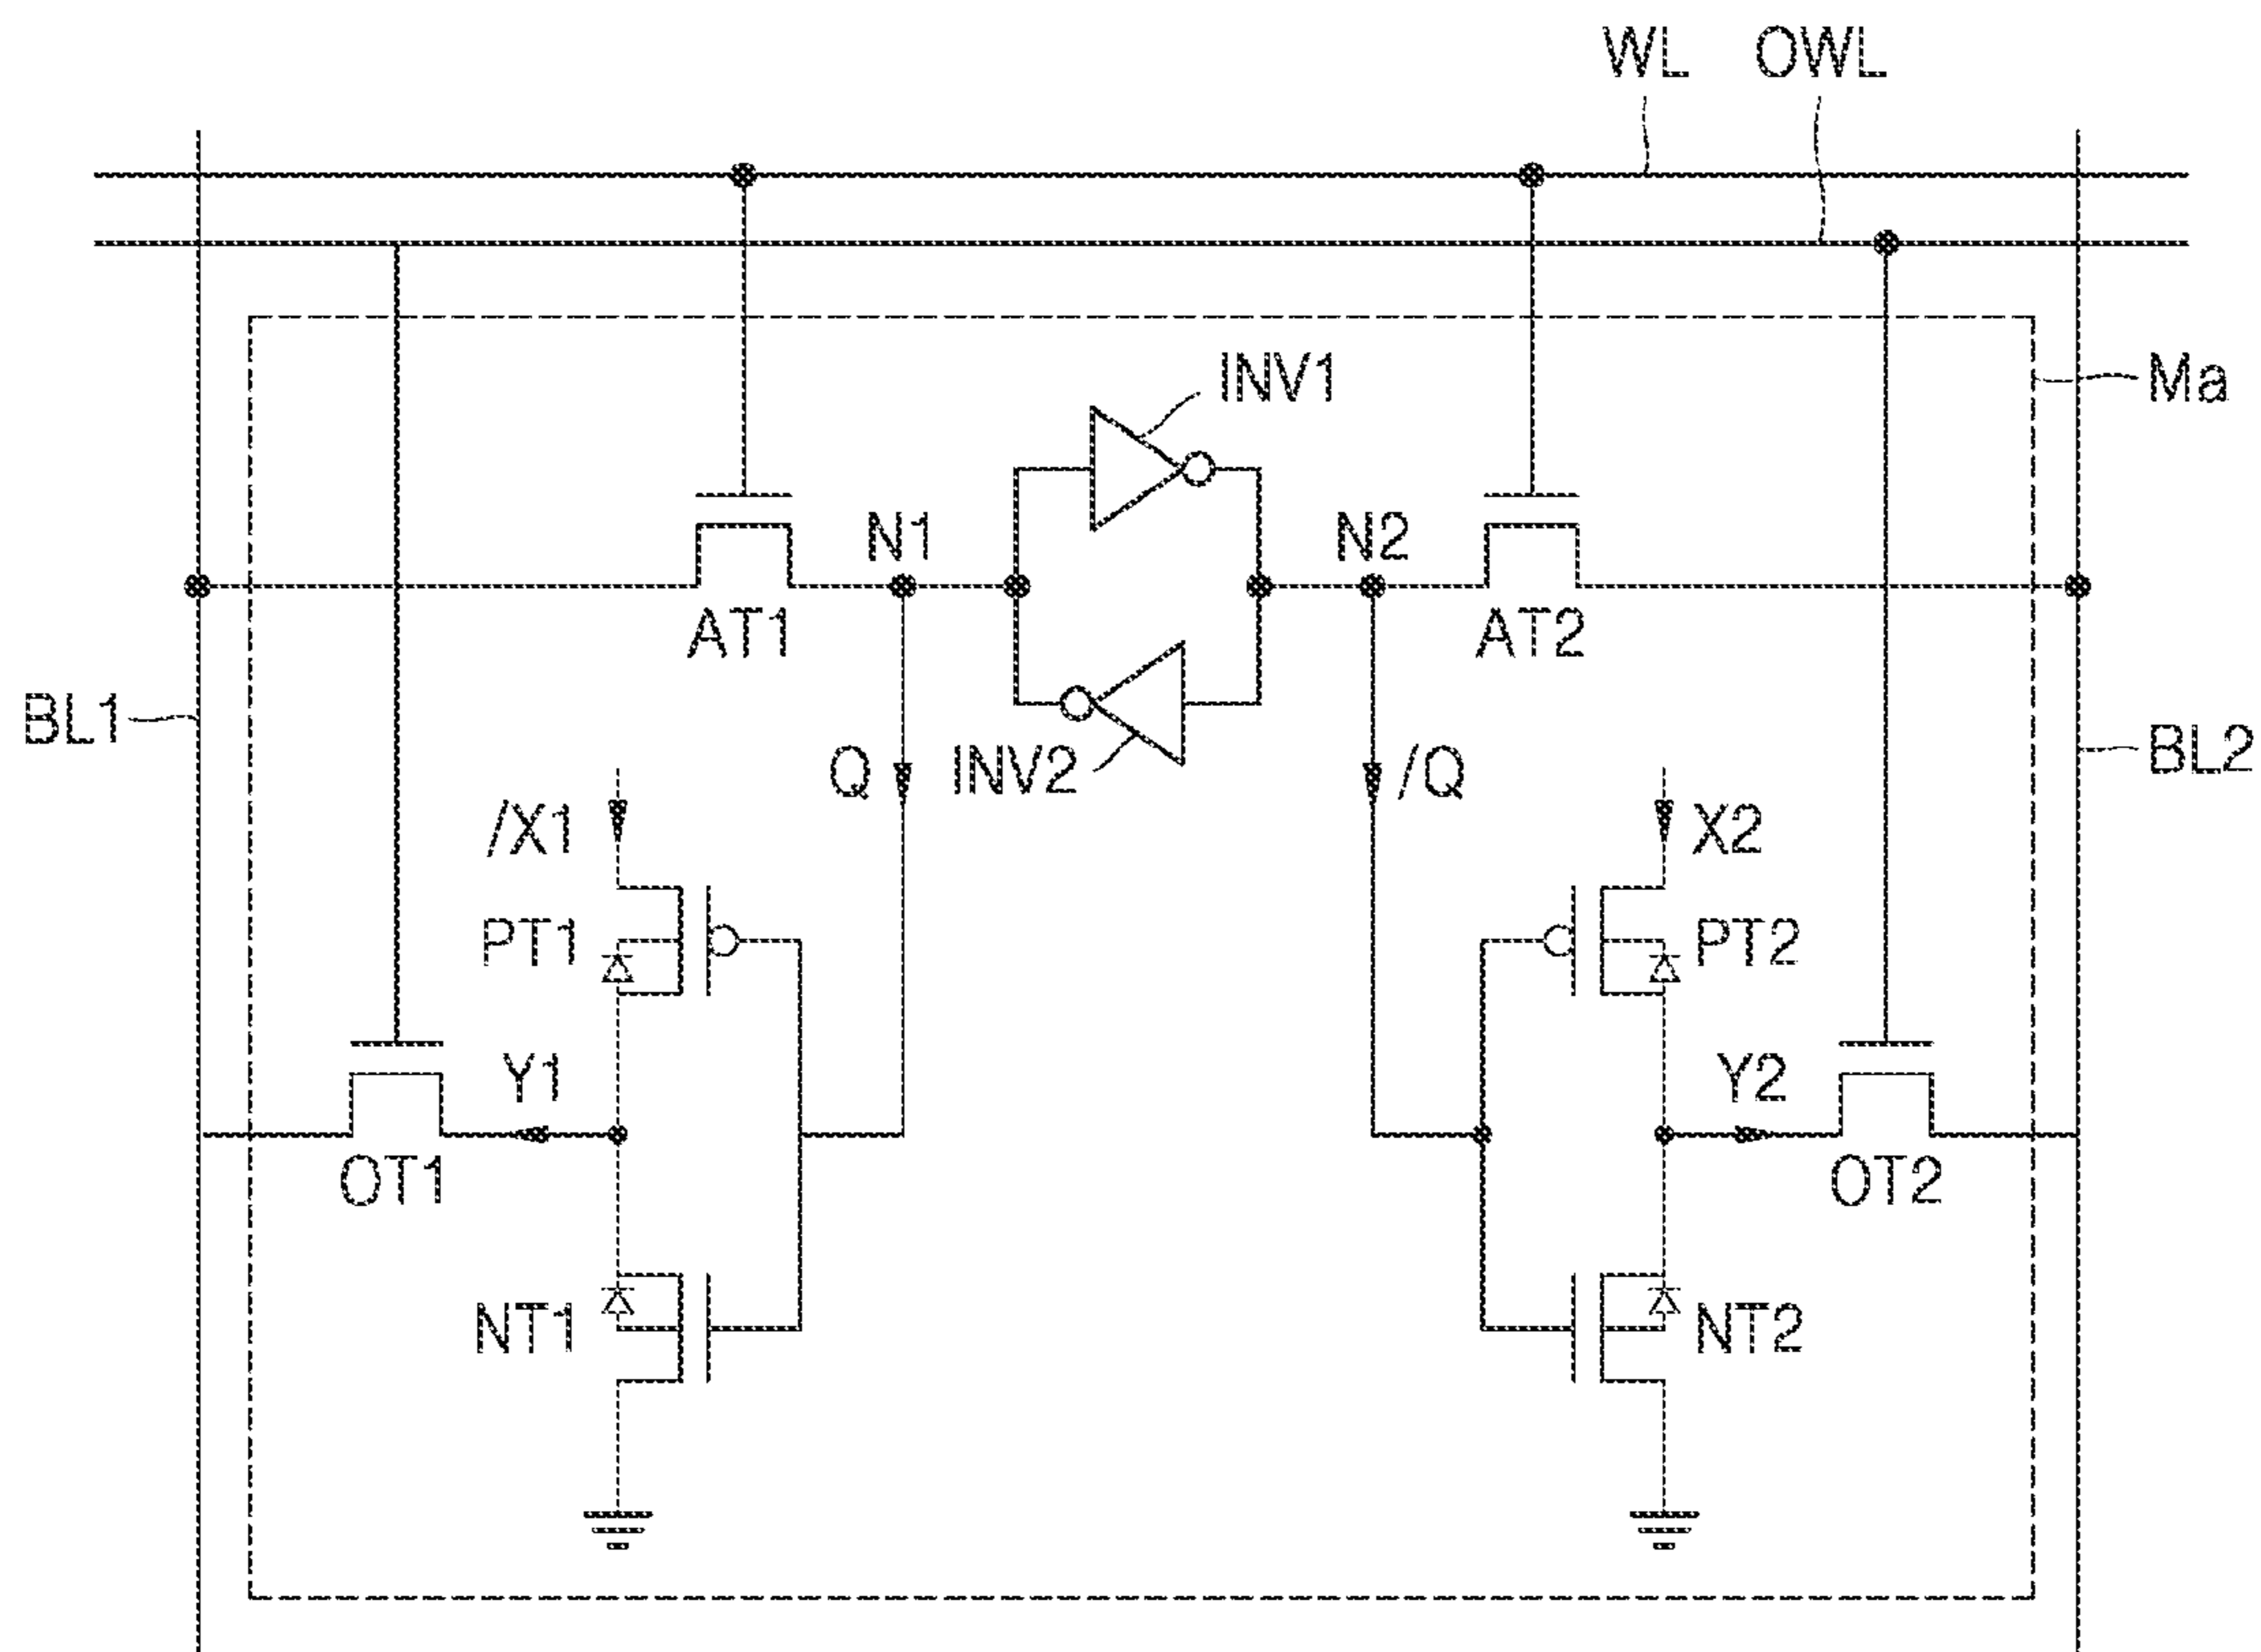 WL OWL
INV1
Ma
N1 N2
AT1 AT2
BL1
Q INV2 /Q
BL2
/X1 X2
PT1 PT2
Y1 Y2
OT1 OT2
NT1 NT2